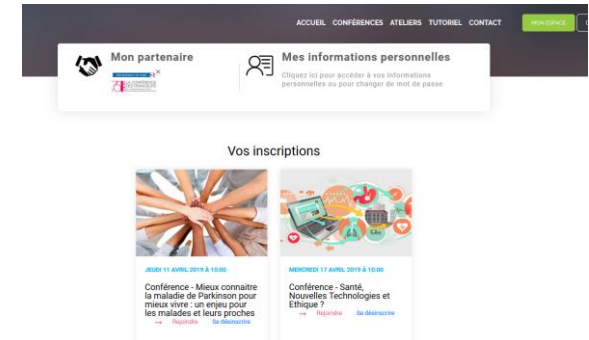 ACCUEIL CONFÉRENCES ATELIERS TUTORIEL CONTACT MON ESPACE
Mon partenaire
Mes informations personnelles
Cliquez ici pour accéder à vos informations
personnelles ou pour changer de mot de passe
Vos inscriptions
JEUDI 11 AVRIL 2019 À 10:00
Conférence - Mieux connaitre
la maladie de Parkinson pour
mieux vivre : un enjeu pour
les malades et leurs proches
→ Rejoindre Se désinscrire
MERCREDI 17 AVRIL 2019 À 10:00
Conférence - Santé,
Nouvelles Technologies et
Ethique ?
→ Rejoindre Se désinscrire